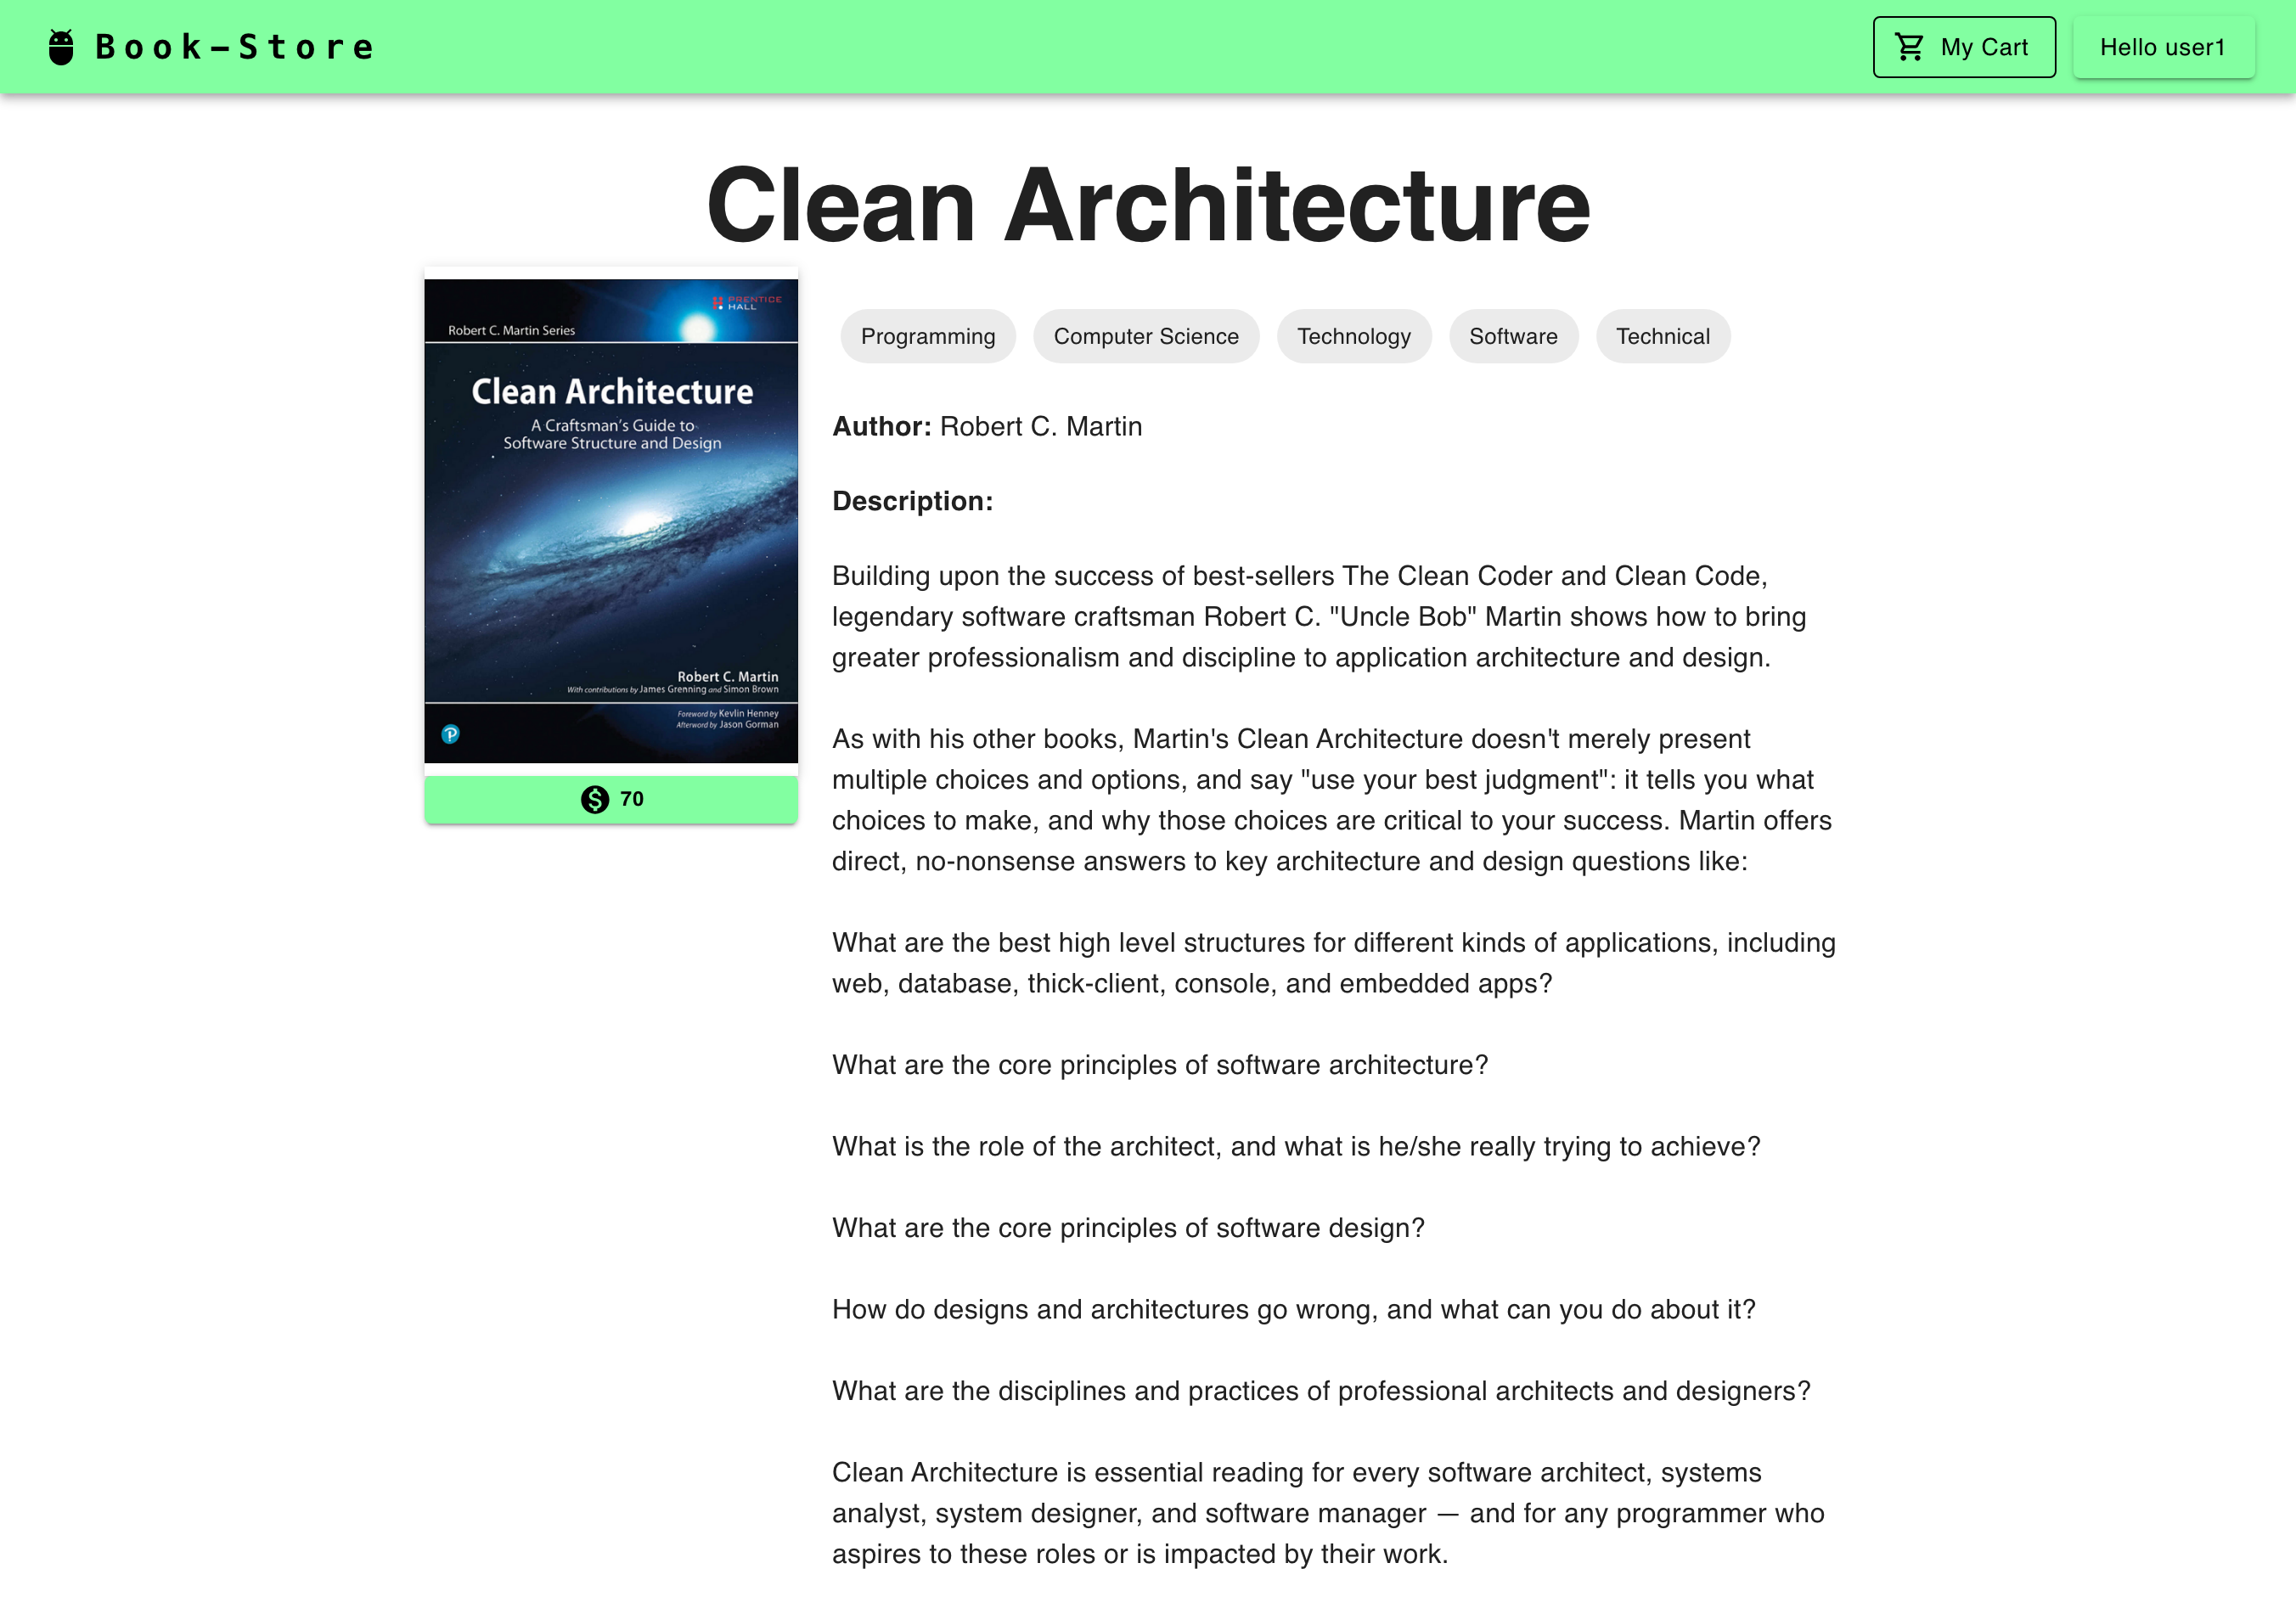 Book-Store
My Cart
Hello user1
Clean Architecture
PRENTICE
HALL
Robert C. Martin Series
Clean Architecture
A Craftsman's Guide to
Software Structure and Design
Robert C. Martin
With contributions by James Grenning and Simon Brown
Foreword by Kevlin Henney
Afterword by Jason Gorman
P
70
Programming
Computer Science
Technology
Software
Technical
Author: Robert C. Martin
Description:
Building upon the success of best-sellers The Clean Coder and Clean Code,
legendary software craftsman Robert C. "Uncle Bob" Martin shows how to bring
greater professionalism and discipline to application architecture and design.
As with his other books, Martin's Clean Architecture doesn't merely present
multiple choices and options, and say "use your best judgment": it tells you what
choices to make, and why those choices are critical to your success. Martin offers
direct, no-nonsense answers to key architecture and design questions like:
What are the best high level structures for different kinds of applications, including
web, database, thick-client, console, and embedded apps?
What are the core principles of software architecture?
What is the role of the architect, and what is he/she really trying to achieve?
What are the core principles of software design?
How do designs and architectures go wrong, and what can you do about it?
What are the disciplines and practices of professional architects and designers?
Clean Architecture is essential reading for every software architect, systems
analyst, system designer, and software manager — and for any programmer who
aspires to these roles or is impacted by their work.